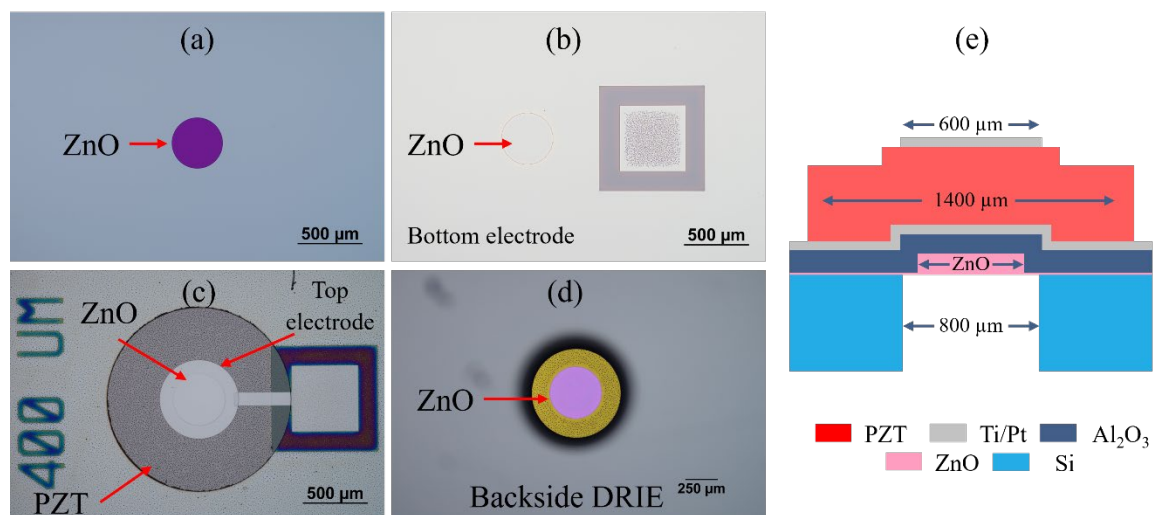 (a)
ZnO
500 µm
(b)
ZnO
Bottom electrode
500 µm
(c)
ZnO
Top
electrode
400 UM
PZT
500 µm
(d)
ZnO
Backside DRIE
250 µm
(e)
600 µm
1400 µm
ZnO
800 µm
PZT
Ti/Pt
Al₂O₃
ZnO
Si